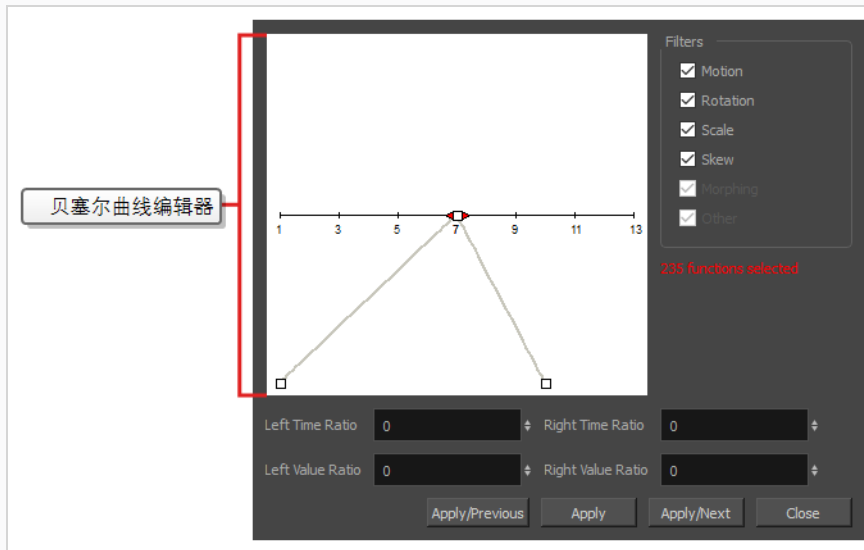 贝塞尔曲线编辑器
1 3 5 7 9 11 13
Filters
Motion
Rotation
Scale
Skew
Morphing
Other
235 functions selected
Left Time Ratio 0 Right Time Ratio 0
Left Value Ratio 0 Right Value Ratio 0
Apply/Previous Apply Apply/Next Close